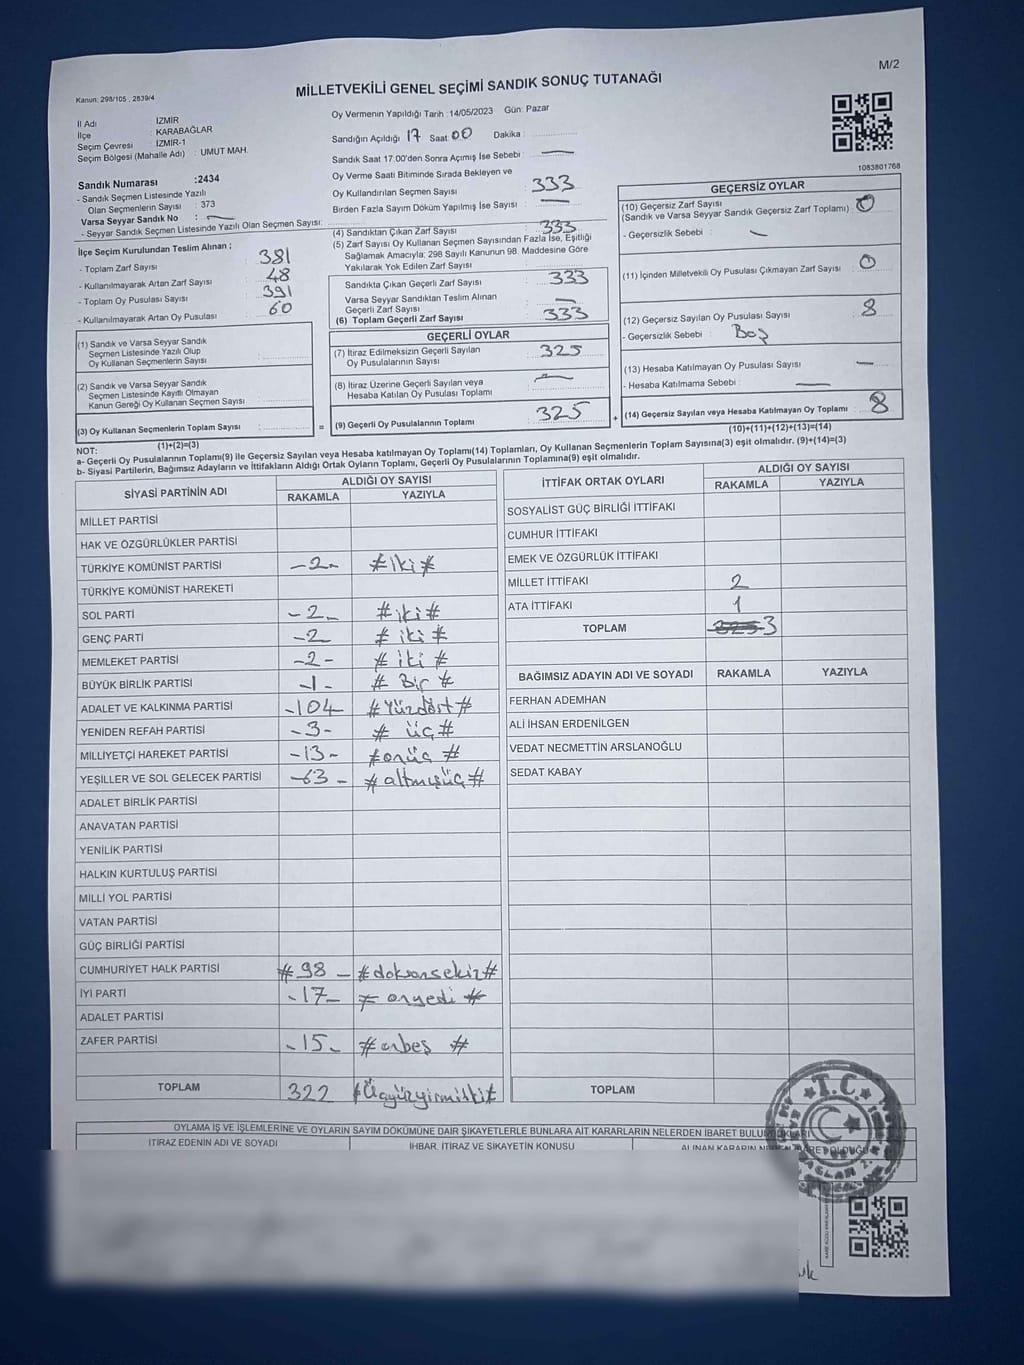 M/2
MİLLETVEKİLİ GENEL SEÇİMİ SANDIK SONUÇ TUTANAĞI
Kanun: 298/105 , 2839/4
İl Adı : İZMİR
İlçe : KARABAĞLAR
Seçim Çevresi : İZMİR-1
Seçim Bölgesi (Mahalle Adı) : UMUT MAH.
Sandık Numarası :2434
- Sandık Seçmen Listesinde Yazılı
Olan Seçmenlerin Sayısı : 373
Varsa Seyyar Sandık No : —
- Seyyar Sandık Seçmen Listesinde Yazılı Olan Seçmen Sayısı:
İlçe Seçim Kurulundan Teslim Alınan ;
- Toplam Zarf Sayısı 381
- Kullanılmayarak Artan Zarf Sayısı 48
- Toplam Oy Pusulası Sayısı 391
- Kullanılmayarak Artan Oy Pusulası 60
(1) Sandık ve Varsa Seyyar Sandık
Seçmen Listesinde Yazılı Olup
Oy Kullanan Seçmenlerin Sayısı :
(2) Sandık ve Varsa Seyyar Sandık
Seçmen Listesinde Kayıtlı Olmayan
Kanun Gereği Oy Kullanan Seçmen Sayısı :
(3) Oy Kullanan Seçmenlerin Toplam Sayısı :
(1)+(2)=(3)
Oy Vermenin Yapıldığı Tarih : 14/05/2023 Gün: Pazar
Sandığın Açıldığı 17 Saat 00 Dakika :
Sandık Saat 17.00'den Sonra Açımış İse Sebebi : —
Oy Verme Saati Bitiminde Sırada Bekleyen ve
Oy Kullandırılan Seçmen Sayısı : 333
Birden Fazla Sayım Döküm Yapılmış İse Sayısı : —
(4) Sandıktan Çıkan Zarf Sayısı : 333
(5) Zarf Sayısı Oy Kullanan Seçmen Sayısından Fazla İse, Eşitliği
Sağlamak Amacıyla: 298 Sayılı Kanunun 98. Maddesine Göre
Yakılarak Yok Edilen Zarf Sayısı :
Sandıkta Çıkan Geçerli Zarf Sayısı : 333
Varsa Seyyar Sandıktan Teslim Alınan
Geçerli Zarf Sayısı : —
(6) Toplam Geçerli Zarf Sayısı : 333
GEÇERLİ OYLAR
(7) İtiraz Edilmeksizin Geçerli Sayılan
Oy Pusulalarının Sayısı : 325
(8) İtiraz Üzerine Geçerli Sayılan veya
Hesaba Katılan Oy Pusulası Toplamı : —
= (9) Geçerli Oy Pusulalarının Toplamı : 325
1083801768
GEÇERSİZ OYLAR
(10) Geçersiz Zarf Sayısı
(Sandık ve Varsa Seyyar Sandık Geçersiz Zarf Toplamı) : 0
- Geçersizlik Sebebi : —
(11) İçinden Milletvekili Oy Pusulası Çıkmayan Zarf Sayısı : 0
(12) Geçersiz Sayılan Oy Pusulası Sayısı : 8
- Geçersizlik Sebebi : Boş
(13) Hesaba Katılmayan Oy Pusulası Sayısı : —
- Hesaba Katılmama Sebebi : —
+ (14) Geçersiz Sayılan veya Hesaba Katılmayan Oy Toplamı : 8
(10)+(11)+(12)+(13)=(14)
NOT:
a- Geçerli Oy Pusulalarının Toplamı(9) ile Geçersiz Sayılan veya Hesaba katılmayan Oy Toplamı(14) Toplamları, Oy Kullanan Seçmenlerin Toplam Sayısına(3) eşit olmalıdır. (9)+(14)=(3)
b- Siyasi Partilerin, Bağımsız Adayların ve İttifakların Aldığı Ortak Oyların Toplamı, Geçerli Oy Pusulalarının Toplamına(9) eşit olmalıdır.
SİYASİ PARTİNİN ADI ALDIĞI OY SAYISI
RAKAMLA YAZIYLA
MİLLET PARTİSİ
HAK VE ÖZGÜRLÜKLER PARTİSİ
TÜRKİYE KOMÜNİST PARTİSİ -2- #iki#
TÜRKİYE KOMÜNİST HAREKETİ
SOL PARTİ -2- #iki#
GENÇ PARTİ -2 #iki#
MEMLEKET PARTİSİ -2- #iki#
BÜYÜK BİRLİK PARTİSİ -1- #Bir#
ADALET VE KALKINMA PARTİSİ -104 #Yüzdört#
YENİDEN REFAH PARTİSİ -3- #üç#
MİLLİYETÇİ HAREKET PARTİSİ -13- #onüç#
YEŞİLLER VE SOL GELECEK PARTİSİ -63- #altmışüç#
ADALET BİRLİK PARTİSİ
ANAVATAN PARTİSİ
YENİLİK PARTİSİ
HALKIN KURTULUŞ PARTİSİ
MİLLİ YOL PARTİSİ
VATAN PARTİSİ
GÜÇ BİRLİĞİ PARTİSİ
CUMHURİYET HALK PARTİSİ #98- #doksansekiz#
İYİ PARTİ -17- #onyedi#
ADALET PARTİSİ
ZAFER PARTİSİ -15- #onbeş#
TOPLAM 322 #Üçyüzyirmiiki#
İTTİFAK ORTAK OYLARI ALDIĞI OY SAYISI
RAKAMLA YAZIYLA
SOSYALİST GÜÇ BİRLİĞİ İTTİFAKI
CUMHUR İTTİFAKI
EMEK VE ÖZGÜRLÜK İTTİFAKI
MİLLET İTTİFAKI 2
ATA İTTİFAKI 1
TOPLAM 325 3
BAĞIMSIZ ADAYIN ADI VE SOYADI RAKAMLA YAZIYLA
FERHAN ADEMHAN
ALİ İHSAN ERDENİLGEN
VEDAT NECMETTİN ARSLANOĞLU
SEDAT KABAY
TOPLAM
T.C.
OYLAMA İŞ VE İŞLEMLERİNE VE OYLARIN SAYIM DÖKÜMÜNE DAİR ŞİKAYETLERLE BUNLARA AİT KARARLARIN NELERDEN İBARET BULUNDUKLARI
İTİRAZ EDENİN ADI VE SOYADI İHBAR, İTİRAZ VE ŞİKAYETİN KONUSU ALINAN KARARIN